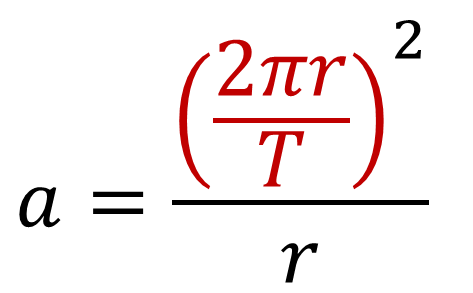 a = (2πr/T)² / r